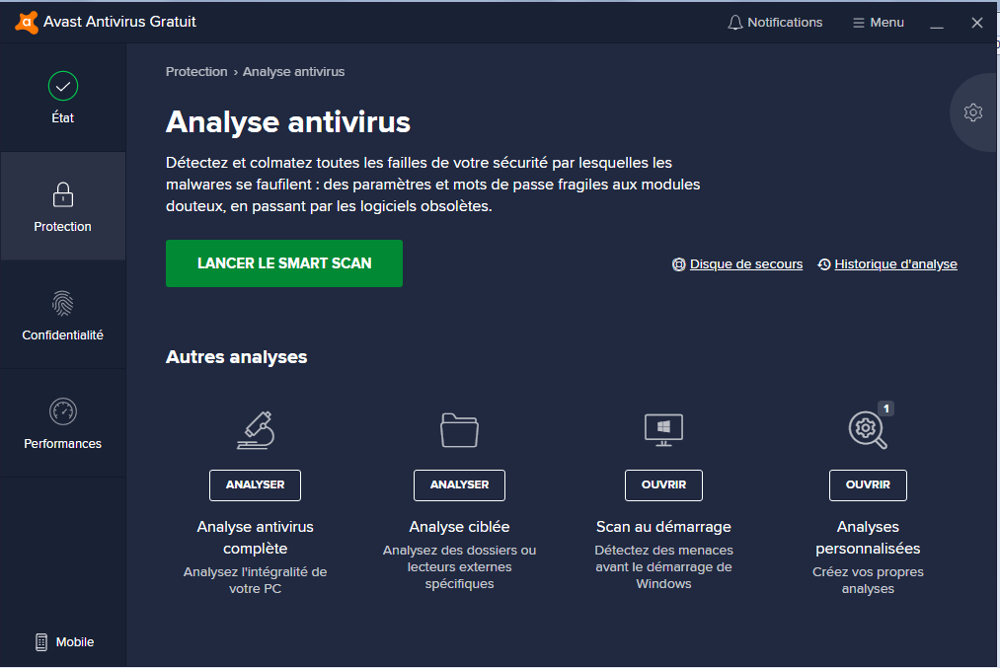 Avast Antivirus Gratuit
Notifications
Menu
État
Protection
Confidentialité
Performances
Mobile
Protection › Analyse antivirus
Analyse antivirus
Détectez et colmatez toutes les failles de votre sécurité par lesquelles les
malwares se faufilent : des paramètres et mots de passe fragiles aux modules
douteux, en passant par les logiciels obsolètes.
LANCER LE SMART SCAN
Disque de secours
Historique d'analyse
Autres analyses
ANALYSER
Analyse antivirus
complète
Analysez l'intégralité de
votre PC
ANALYSER
Analyse ciblée
Analysez des dossiers ou
lecteurs externes
spécifiques
OUVRIR
Scan au démarrage
Détectez des menaces
avant le démarrage de
Windows
1
OUVRIR
Analyses
personnalisées
Créez vos propres
analyses